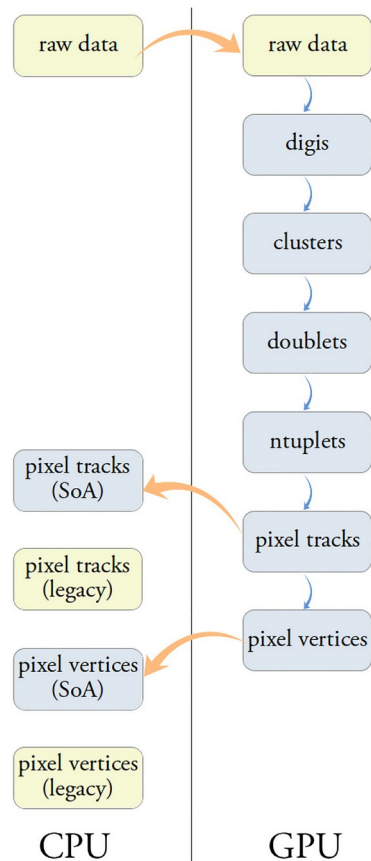 raw data
raw data
digis
clusters
doublets
ntuplets
pixel tracks
(SoA)
pixel tracks
pixel tracks
(legacy)
pixel vertices
pixel vertices
(SoA)
pixel vertices
(legacy)
CPU
GPU